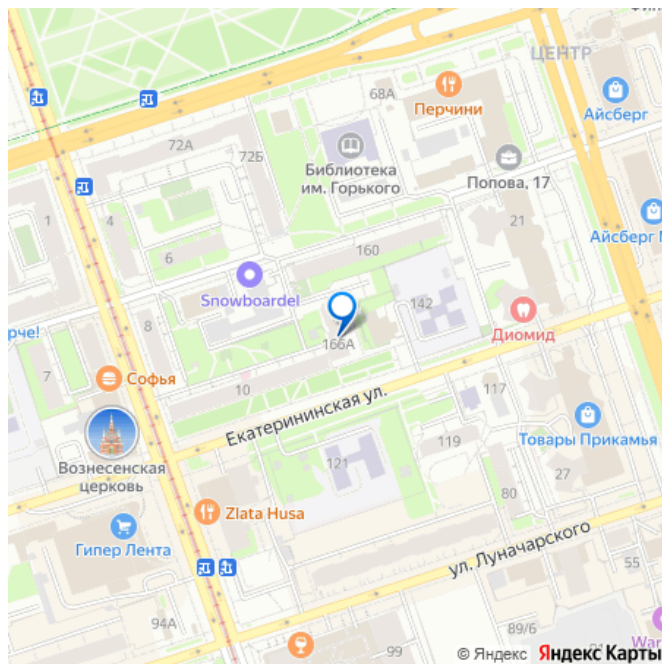 ЦЕНТР
68А
Перчини
Айсберг
72А
72Б
Библиотека
им. Горького
Попова, 17
1
4
21
6
160
Айсберг М
Snowboardel
142
рче!
8
166А
Диомид
7
Софья
10
117
Екатерининская ул.
119
Товары Прикамья
Вознесенская
церковь
121
27
80
Zlata Husa
Гипер Лента
ул. Луначарского
55
94А
89/6
99
© Яндекс
Яндекс Карты